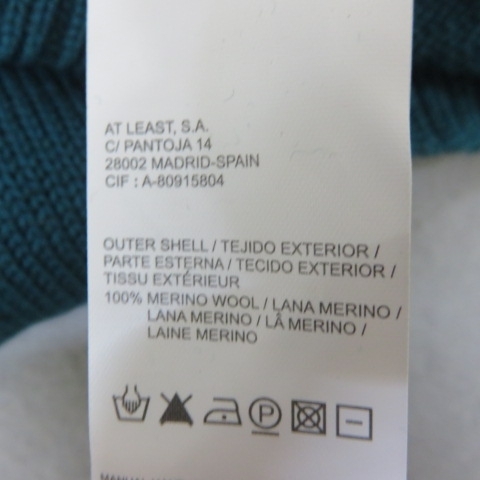 AT LEAST, S.A.
C/ PANTOJA 14
28002 MADRID-SPAIN
CIF : A-80915804
OUTER SHELL / TEJIDO EXTERIOR /
PARTE ESTERNA / TECIDO EXTERIOR /
TISSU EXTÉRIEUR
100% MERINO WOOL / LANA MERINO /
LANA MERINO / LÂ MERINO /
LAINE MERINO
P